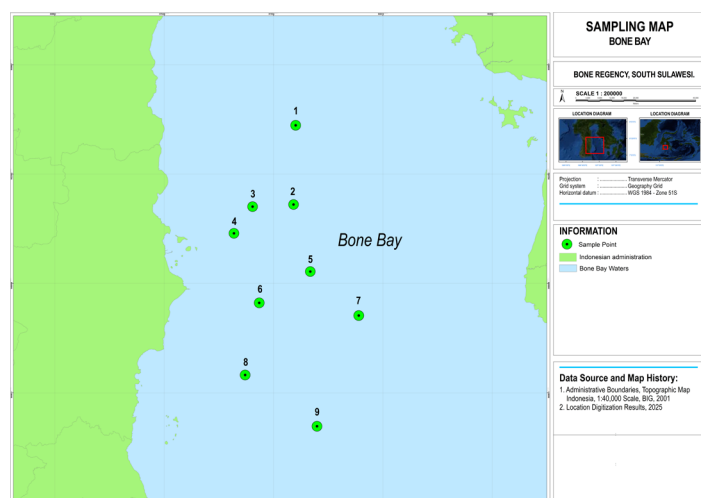 SAMPLING MAP
BONE BAY
BONE REGENCY, SOUTH SULAWESI.
N
SCALE 1 : 200000
LOCATION DIAGRAM
LOCATION DIAGRAM
Projection : ................... Transverse Mercator
Grid system : ................... Geography Grid
Horizontal datum : ................... WGS 1984 - Zone 51S
INFORMATION
Sample Point
Indonesian administration
Bone Bay Waters
Data Source and Map History:
1. Administrative Boundaries, Topographic Map
Indonesia, 1:40,000 Scale, BIG, 2001
2. Location Digitization Results, 2025
1
2
3
4
Bone Bay
5
6
7
8
9